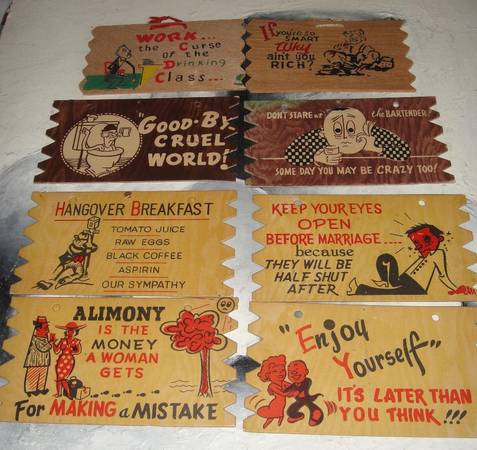 WORK...
the Curse
of the
Drinking
Class...
If you're so
SMART
Why
ain't you
RICH?
"GOOD-BY
CRUEL
WORLD!"
DON'T STARE at the BARTENDER!
SOME DAY YOU MAY BE CRAZY TOO!
HANGOVER BREAKFAST
TOMATO JUICE
RAW EGGS
BLACK COFFEE
ASPIRIN
OUR SYMPATHY
KEEP YOUR EYES
OPEN
BEFORE MARRIAGE....
because
THEY WILL BE
HALF SHUT
AFTER
ALIMONY
IS THE
MONEY
A WOMAN
GETS
For MAKING a MISTAKE
"Enjoy
Yourself"
IT'S LATER THAN
YOU THINK!!!